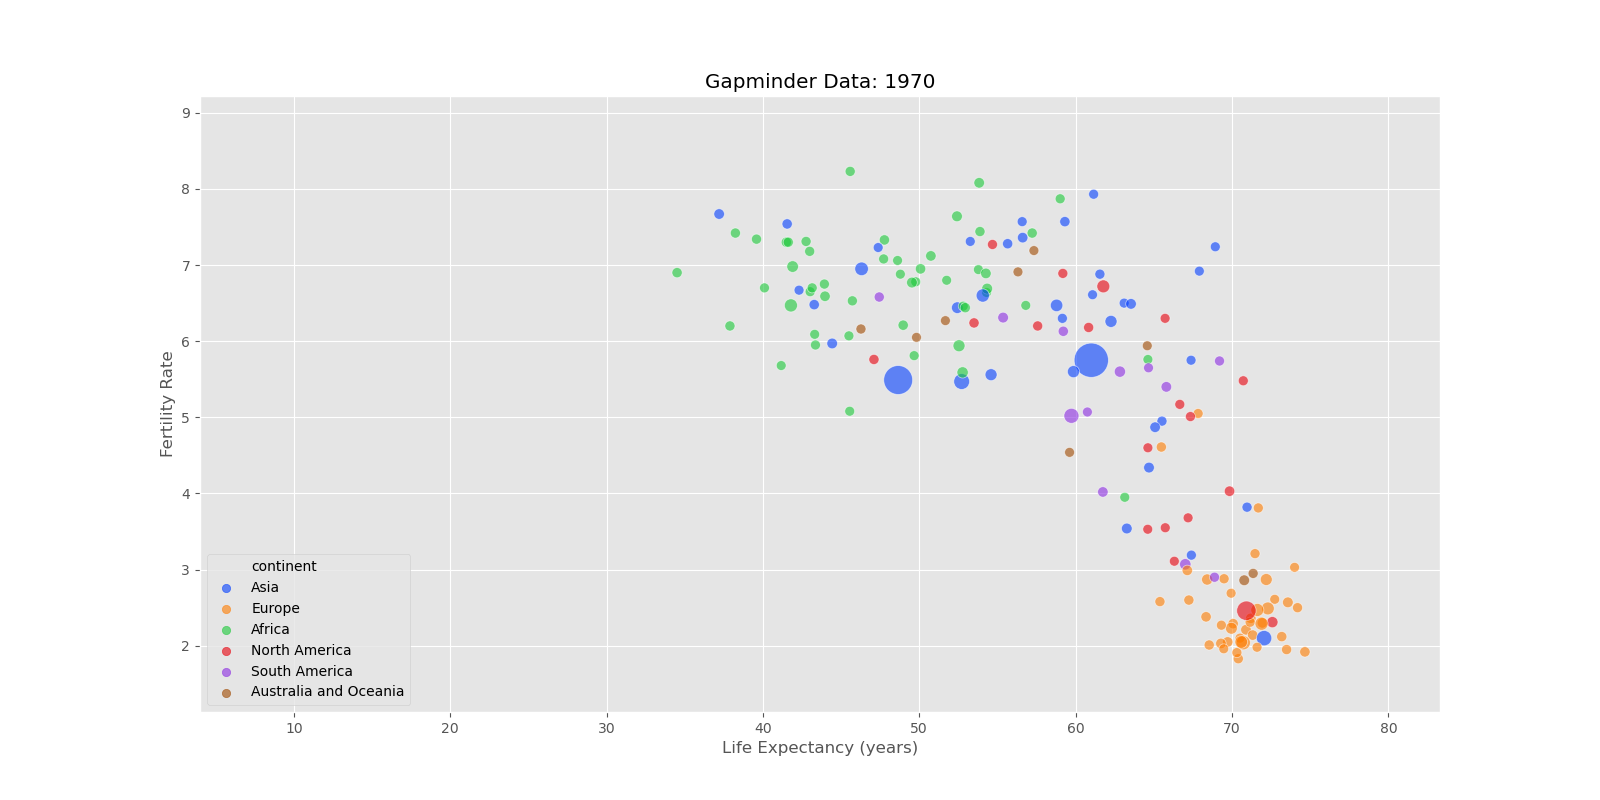 Gapminder Data: 1970
9
8
7
6
5
4
3
2
Fertility Rate
continent
Asia
Europe
Africa
North America
South America
Australia and Oceania
10 20 30 40 50 60 70 80
Life Expectancy (years)